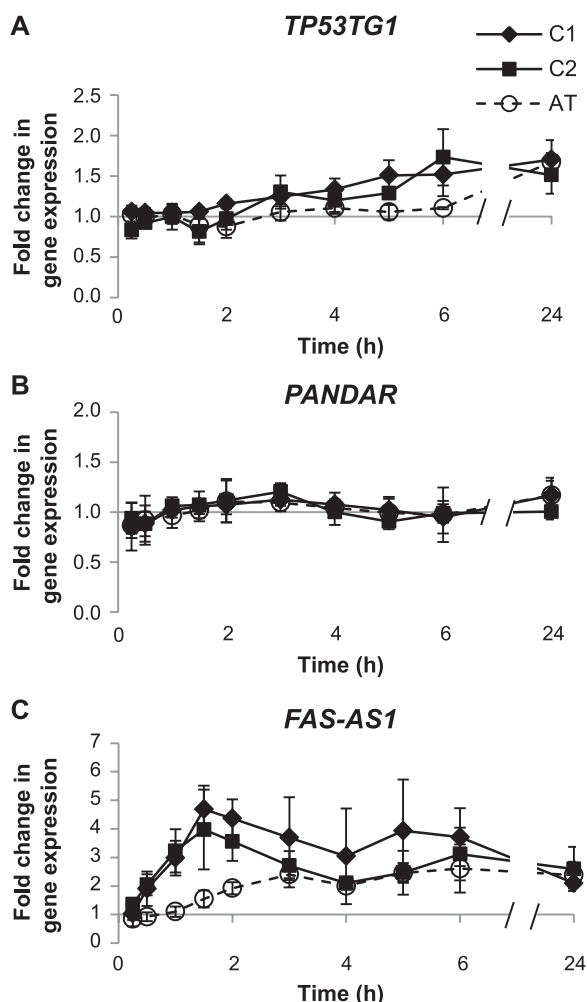 A
TP53TG1
C1
C2
AT
Fold change in
gene expression
2.5
2.0
1.5
1.0
0.5
0.0
0
2
4
6
24
Time (h)
B
PANDAR
Fold change in
gene expression
2.0
1.5
1.0
0.5
0.0
0
2
4
6
24
Time (h)
C
FAS-AS1
Fold change in
gene expression
7
6
5
4
3
2
1
0
0
2
4
6
24
Time (h)